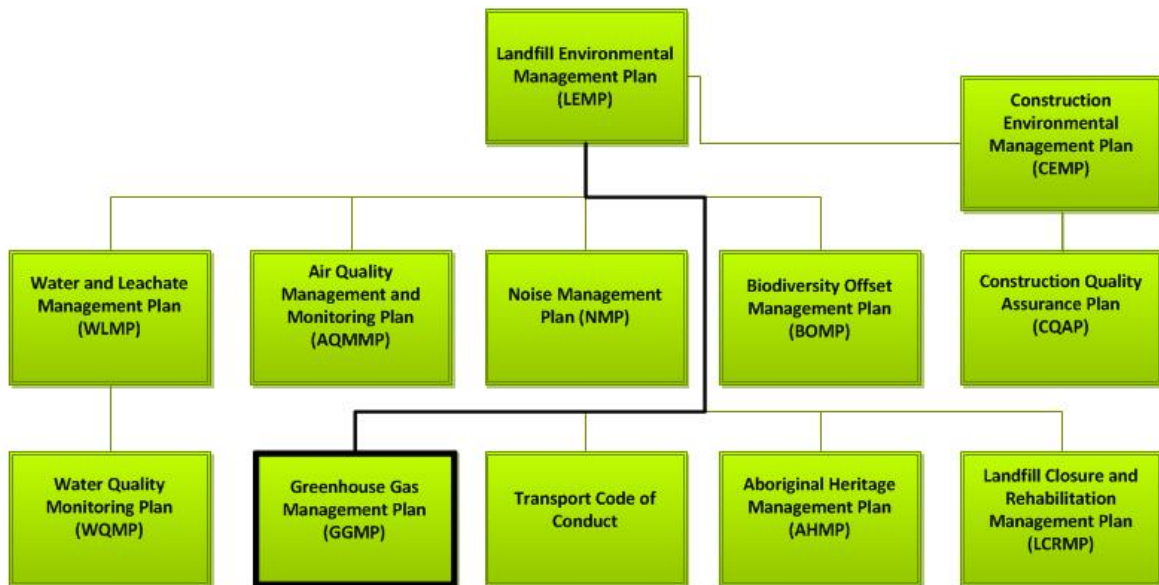 Landfill Environmental
Management Plan
(LEMP)
Construction
Environmental
Management Plan
(CEMP)
Water and Leachate
Management Plan
(WLMP)
Air Quality
Management and
Monitoring Plan
(AQMMP)
Noise Management
Plan (NMP)
Biodiversity Offset
Management Plan
(BOMP)
Construction Quality
Assurance Plan
(CQAP)
Water Quality
Monitoring Plan
(WQMP)
Greenhouse Gas
Management Plan
(GGMP)
Transport Code of
Conduct
Aboriginal Heritage
Management Plan
(AHMP)
Landfill Closure and
Rehabilitation
Management Plan
(LCRMP)